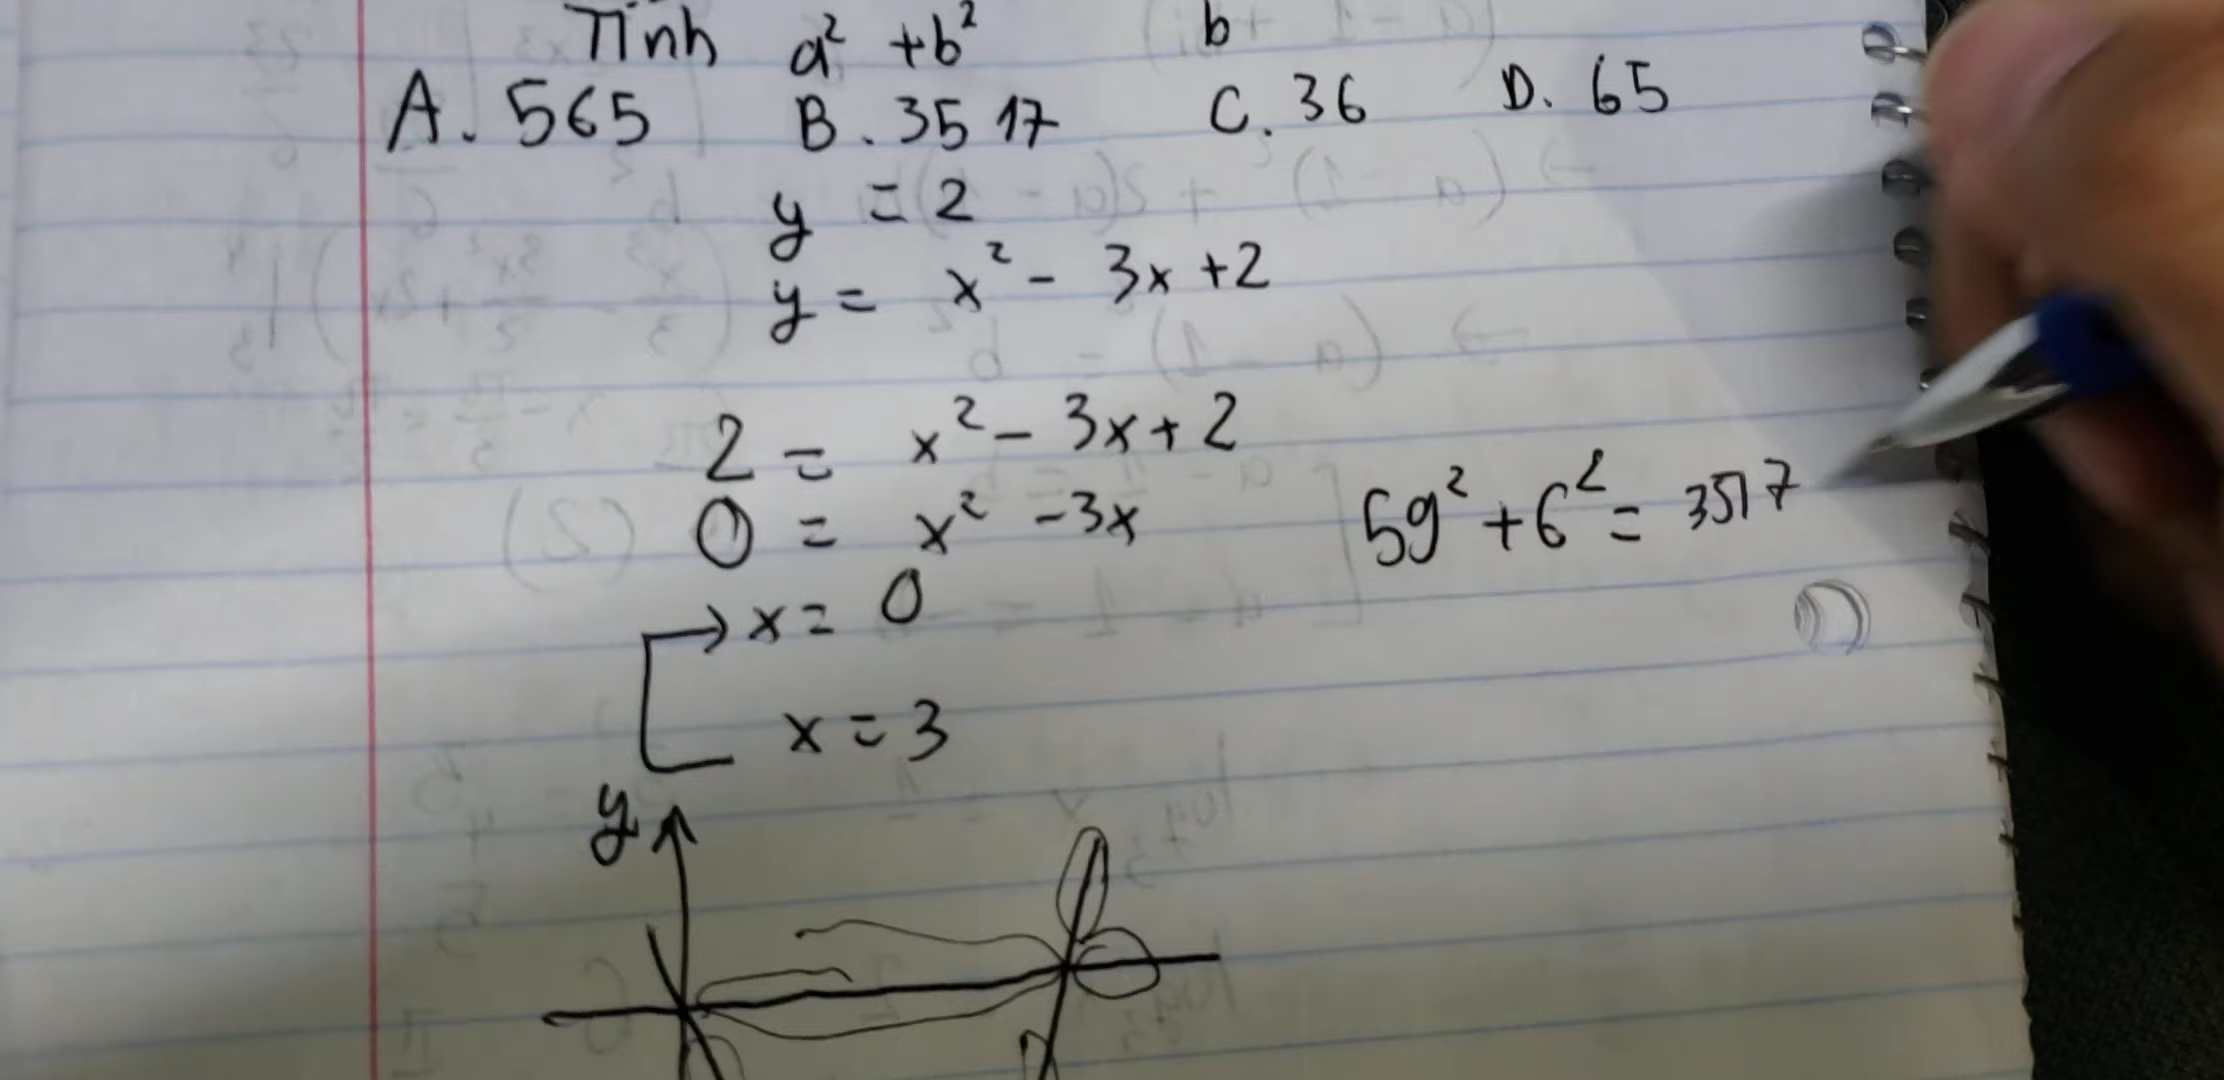 Tính a² + b²
b
A. 565 B. 3517 C. 36 D. 65
y = 2
y = x² - 3x + 2
2 = x² - 3x + 2
0 = x² - 3x
59² + 6² = 3517
→ x = 0
x = 3
y